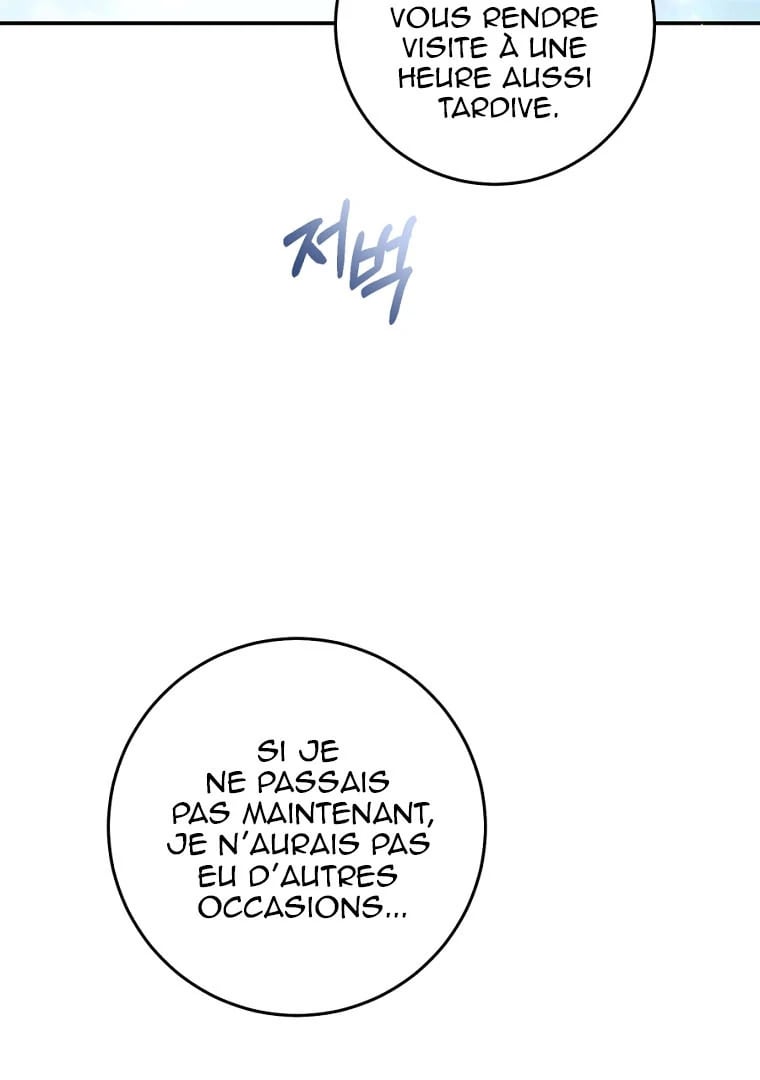 VOUS RENDRE
VISITE À UNE
HEURE AUSSI
TARDIVE.
저벅
SI JE
NE PASSAIS
PAS MAINTENANT,
JE N'AURAIS PAS
EU D'AUTRES
OCCASIONS...